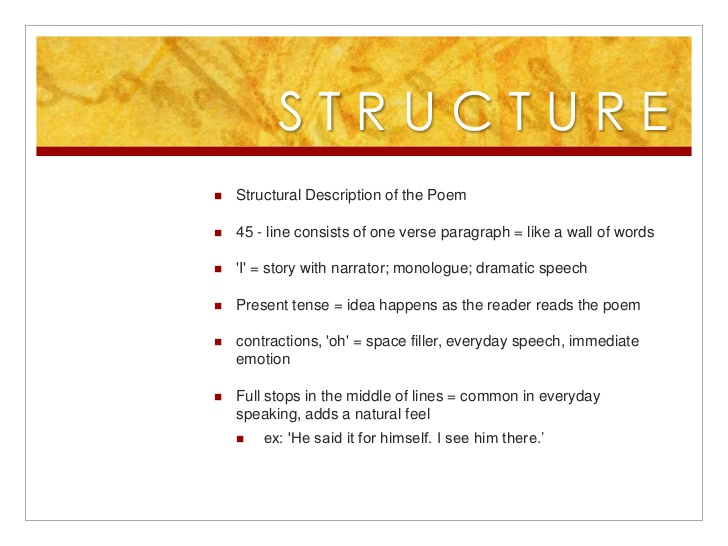 STRUCTURE
Structural Description of the Poem
45 - line consists of one verse paragraph = like a wall of words
'I' = story with narrator; monologue; dramatic speech
Present tense = idea happens as the reader reads the poem
contractions, 'oh' = space filler, everyday speech, immediate
emotion
Full stops in the middle of lines = common in everyday
speaking, adds a natural feel
ex: 'He said it for himself. I see him there.’